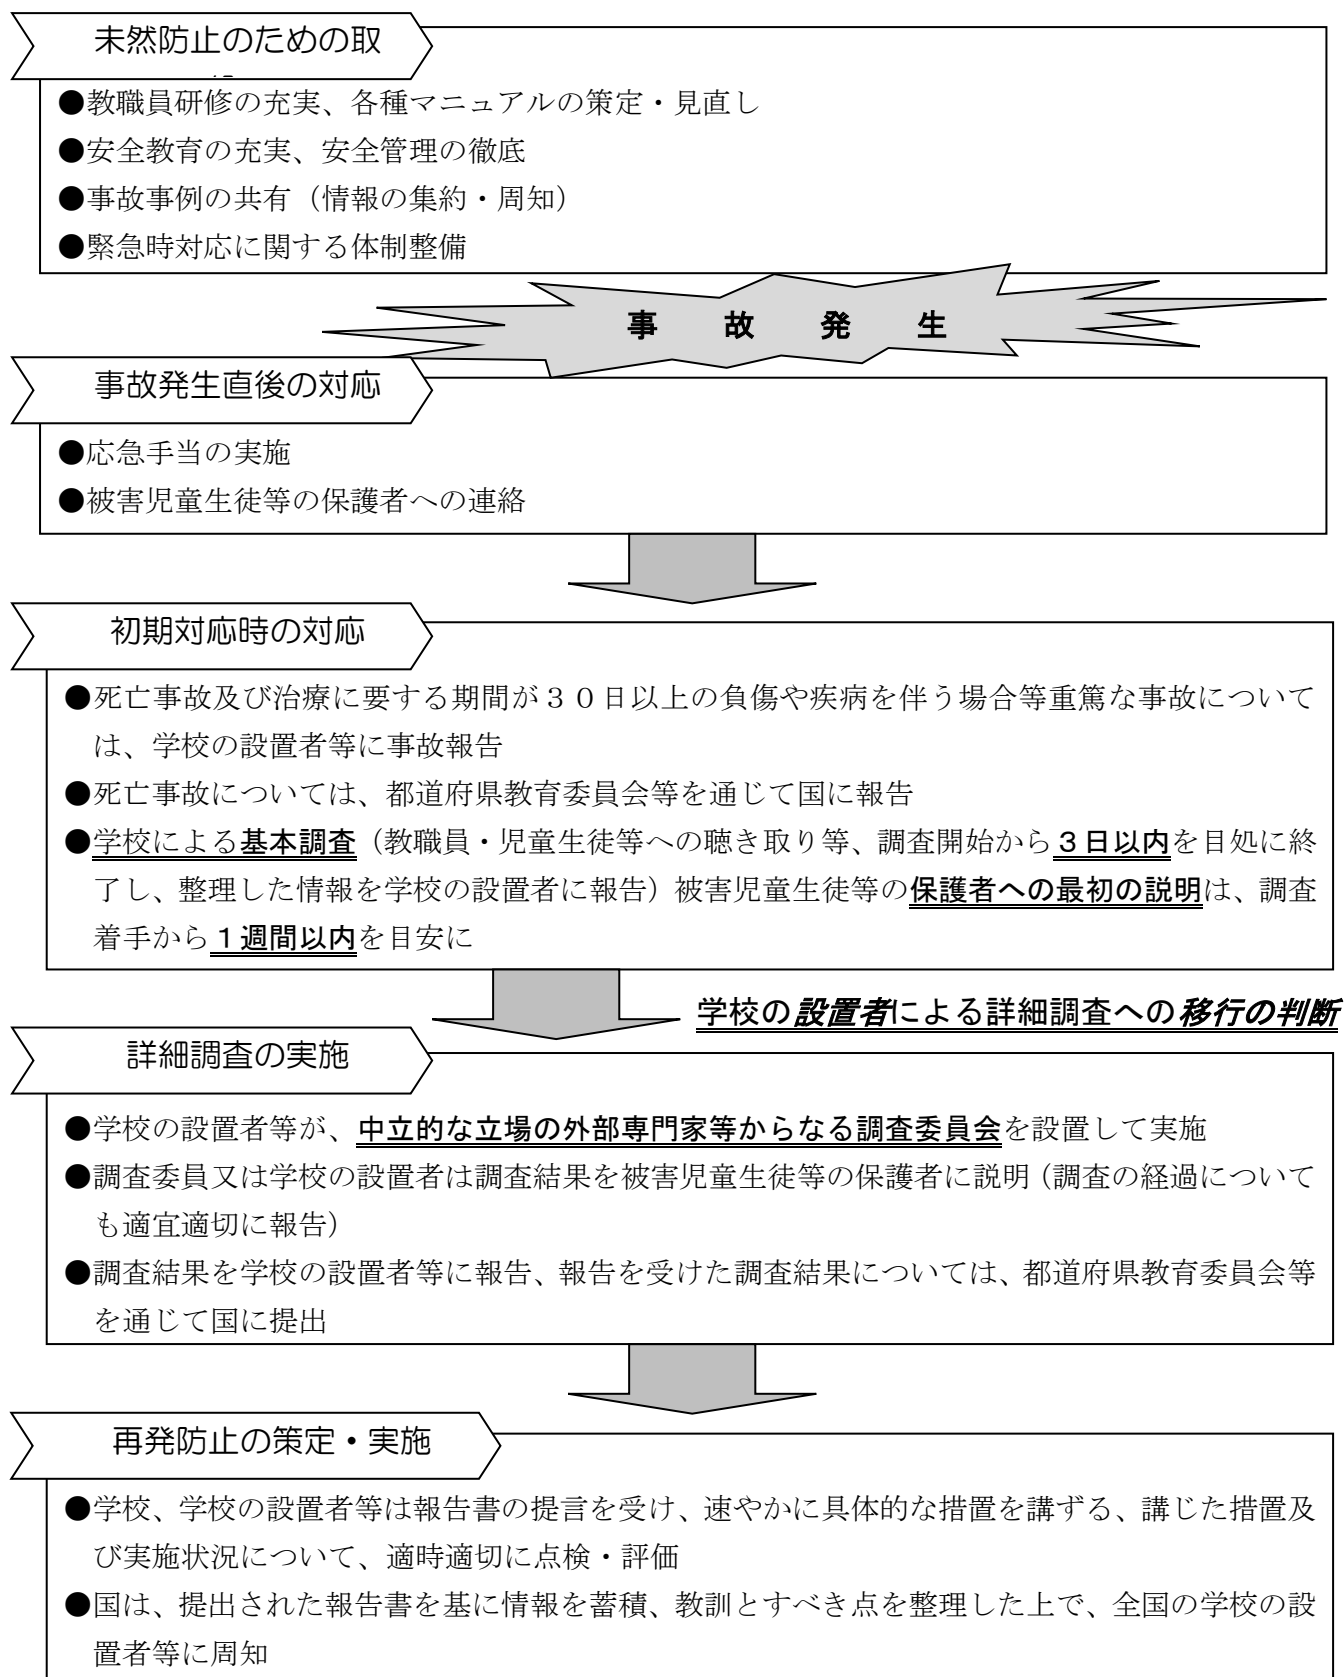 未然防止のための取
●教職員研修の充実、各種マニュアルの策定・見直し
●安全教育の充実、安全管理の徹底
●事故事例の共有（情報の集約・周知）
●緊急時対応に関する体制整備
事　故　発　生
事故発生直後の対応
●応急手当の実施
●被害児童生徒等の保護者への連絡
初期対応時の対応
●死亡事故及び治療に要する期間が３０日以上の負傷や疾病を伴う場合等重篤な事故について
は、学校の設置者等に事故報告
●死亡事故については、都道府県教育委員会等を通じて国に報告
●学校による基本調査（教職員・児童生徒等への聴き取り等、調査開始から３日以内を目処に終
了し、整理した情報を学校の設置者に報告）被害児童生徒等の保護者への最初の説明は、調査
着手から１週間以内を目安に
学校の設置者による詳細調査への移行の判断
詳細調査の実施
●学校の設置者等が、中立的な立場の外部専門家等からなる調査委員会を設置して実施
●調査委員又は学校の設置者は調査結果を被害児童生徒等の保護者に説明（調査の経過について
も適宜適切に報告）
●調査結果を学校の設置者等に報告、報告を受けた調査結果については、都道府県教育委員会等
を通じて国に提出
再発防止の策定・実施
●学校、学校の設置者等は報告書の提言を受け、速やかに具体的な措置を講ずる、講じた措置及
び実施状況について、適時適切に点検・評価
●国は、提出された報告書を基に情報を蓄積、教訓とすべき点を整理した上で、全国の学校の設
置者等に周知